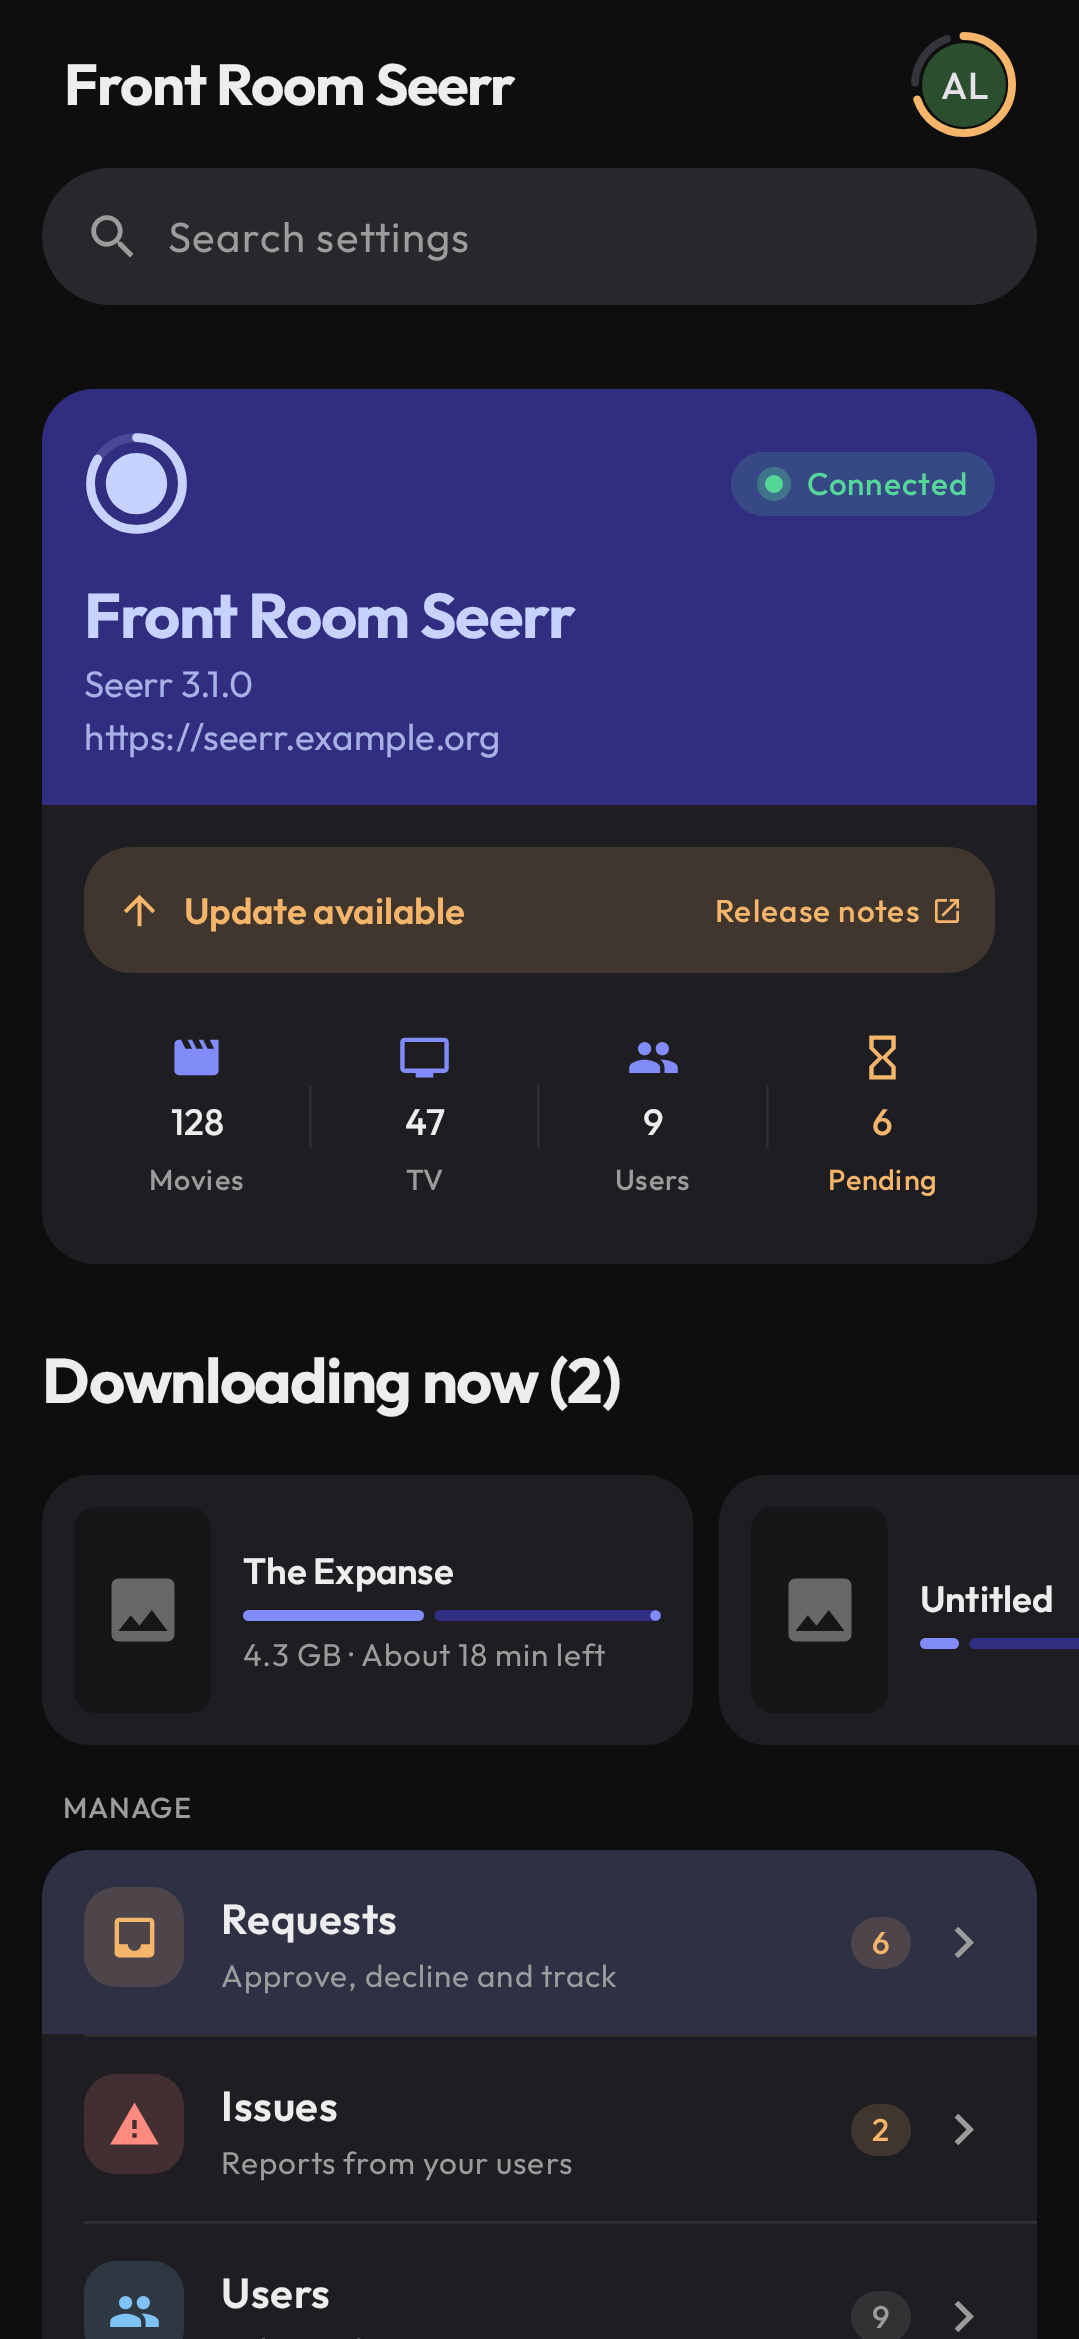 Front Room Seerr
AL
Search settings
Connected
Front Room Seerr
Seerr 3.1.0
https://seerr.example.org
Update available
Release notes
128
Movies
47
TV
9
Users
6
Pending
Downloading now (2)
The Expanse
4.3 GB · About 18 min left
Untitled
MANAGE
Requests
Approve, decline and track
6
Issues
Reports from your users
2
Users
9